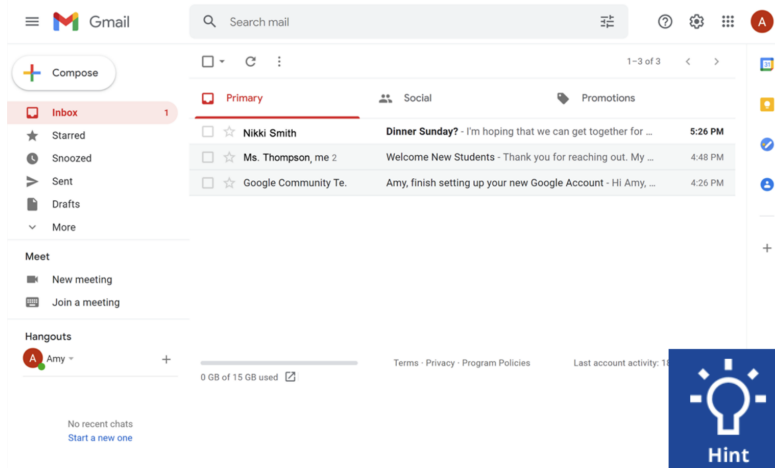 Gmail
Search mail
A
Compose
1–3 of 3
31
Primary
Social
Promotions
Inbox 1
Starred
Snoozed
Sent
Drafts
More
Nikki Smith Dinner Sunday? - I'm hoping that we can get together for ... 5:26 PM
Ms. Thompson, me 2 Welcome New Students - Thank you for reaching out. My ... 4:48 PM
Google Community Te. Amy, finish setting up your new Google Account - Hi Amy, ... 4:26 PM
Meet
New meeting
Join a meeting
Hangouts
A Amy
No recent chats
Start a new one
0 GB of 15 GB used
Terms · Privacy · Program Policies
Last account activity:
Hint